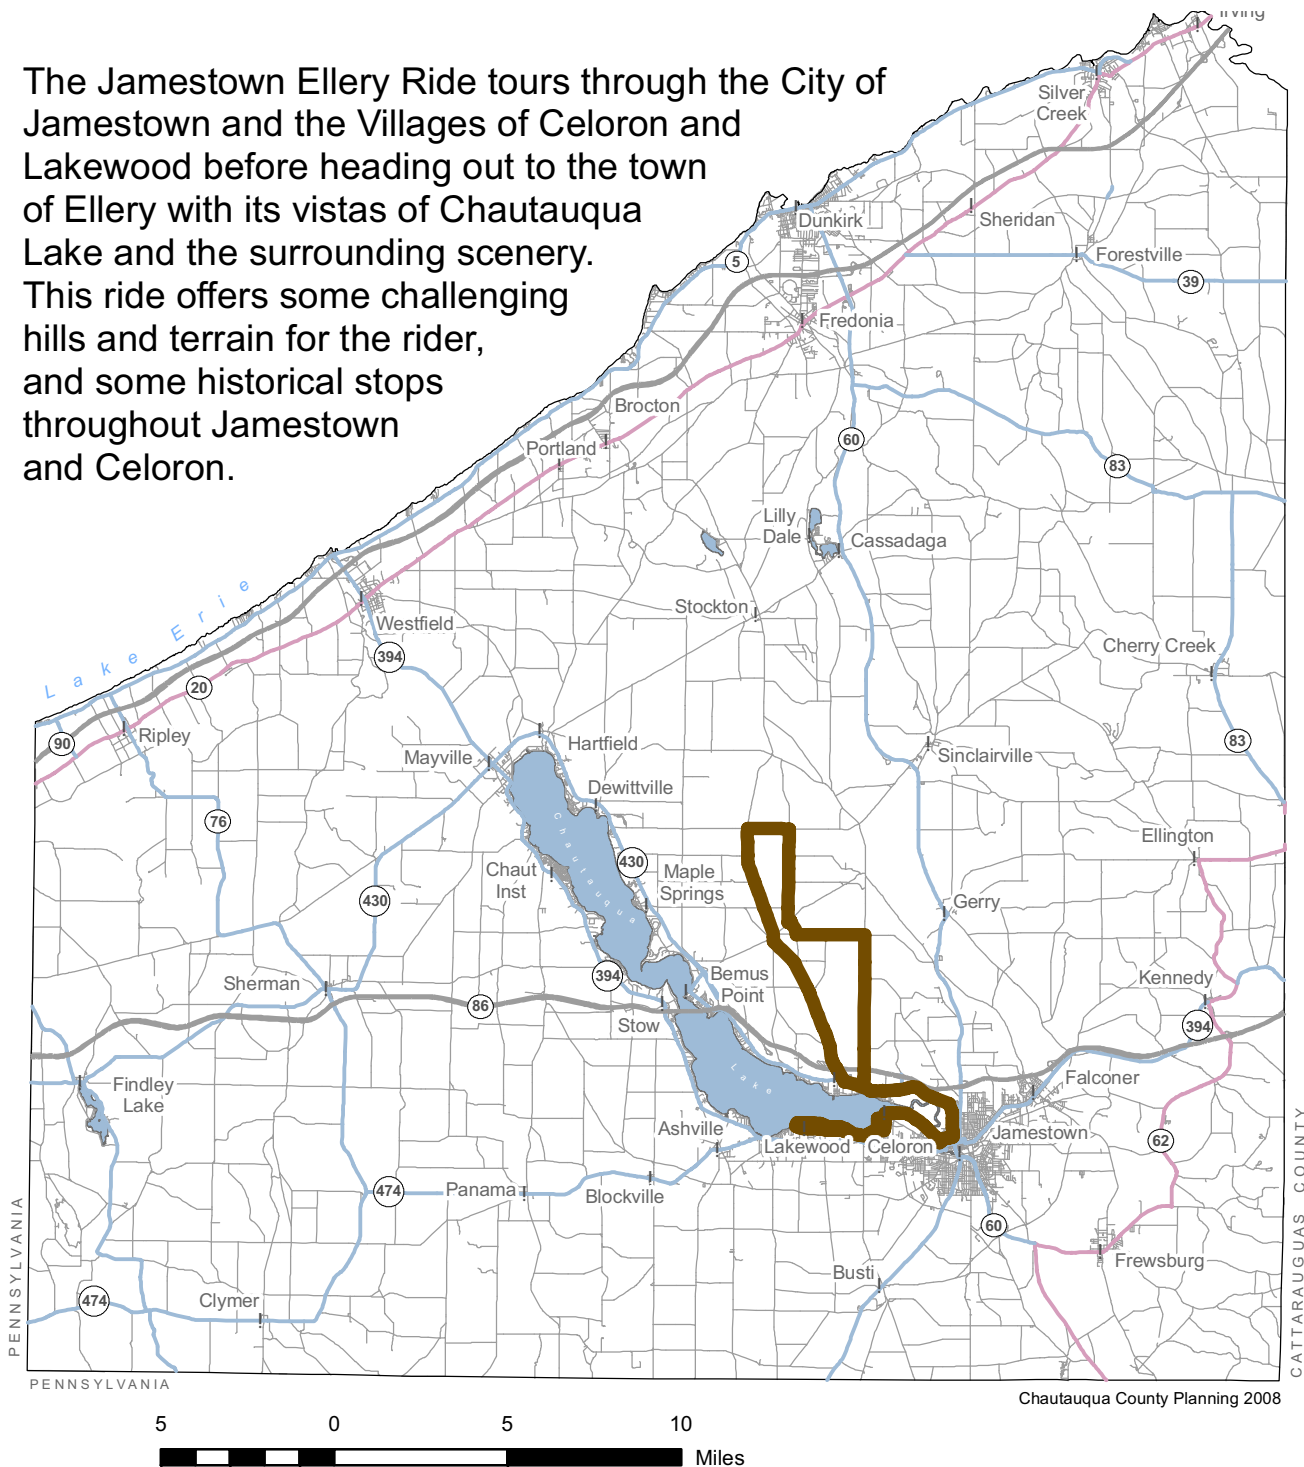 Irving
The Jamestown Ellery Ride tours through the City of
Jamestown and the Villages of Celoron and
Lakewood before heading out to the town
of Ellery with its vistas of Chautauqua
Lake and the surrounding scenery.
This ride offers some challenging
hills and terrain for the rider,
and some historical stops
throughout Jamestown
and Celoron.
Silver
Creek
Dunkirk
Sheridan
5
Forestville
39
Fredonia
Brocton
60
Portland
83
Lilly
Dale
Cassadaga
Lake Erie
Stockton
Westfield
394
Cherry Creek
20
90
Ripley
Hartfield
83
Mayville
Sinclairville
Dewittville
76
Chautauqua
Ellington
430
Chaut
Inst
Maple
Springs
430
Gerry
394
Bemus
Point
Sherman
Kennedy
86
Stow
394
Lake
Findley
Lake
Falconer
Ashville
Jamestown
62
Lakewood
Celoron
474
Panama
Blockville
60
Frewsburg
Busti
474
Clymer
PENNSYLVANIA
CATTARAUGUAS COUNTY
PENNSYLVANIA
Chautauqua County Planning 2008
5 0 5 10
Miles